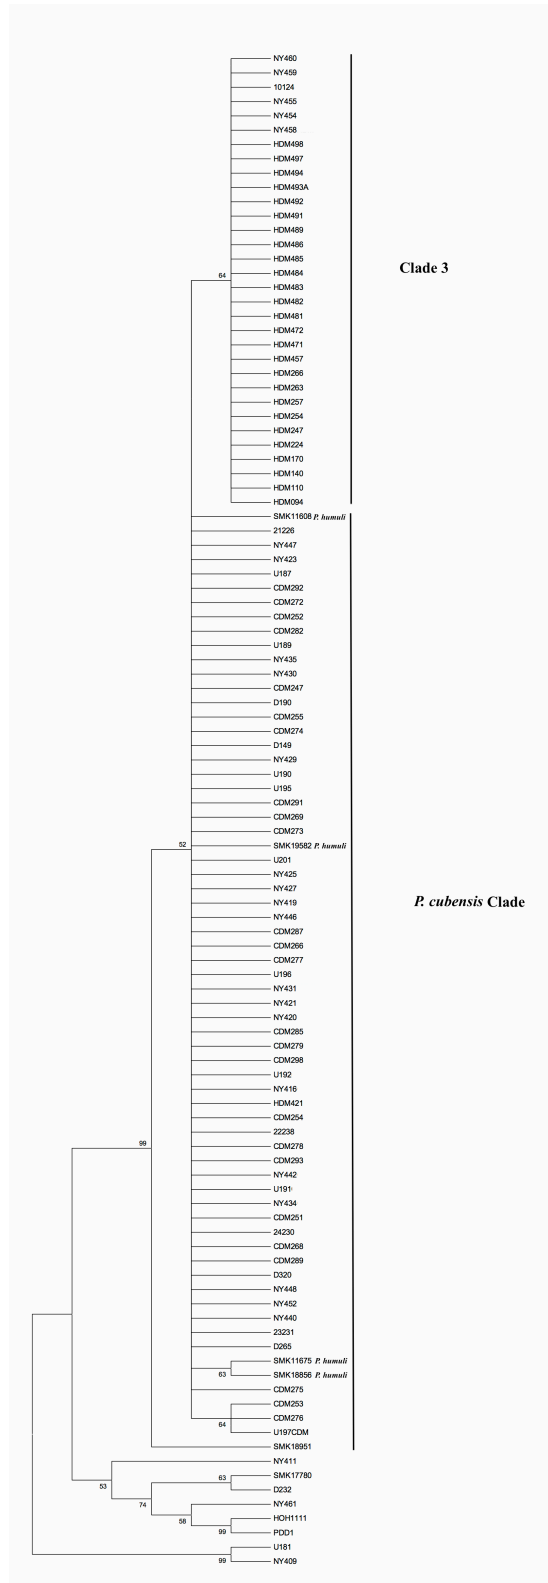 NY460
NY459
10124
NY455
NY454
NY458
HDM498
HDM497
HDM494
HDM493A
HDM492
HDM491
HDM489
HDM486
HDM485
64
HDM484
Clade 3
HDM483
HDM482
HDM481
HDM472
HDM471
HDM457
HDM266
HDM263
HDM257
HDM254
HDM247
HDM224
HDM170
HDM140
HDM110
HDM094
SMK11608 P. humuli
21226
NY447
NY423
U187
CDM292
CDM272
CDM252
CDM282
U189
NY435
NY430
CDM247
D190
CDM255
CDM274
D149
NY429
U190
U195
CDM291
CDM269
CDM273
52
SMK19582 P. humuli
U201
NY425
NY427
NY419
P. cubensis Clade
NY446
CDM287
CDM266
CDM277
U196
NY431
NY421
NY420
CDM285
CDM279
CDM298
U192
NY416
HDM421
CDM254
22238
99
CDM278
CDM293
NY442
U191
NY434
CDM251
24230
CDM268
CDM289
D320
NY448
NY452
NY440
23231
D265
SMK11675 P. humuli
63
SMK18856 P. humuli
CDM275
CDM253
CDM276
64
U197CDM
SMK18951
NY411
53
63
SMK17780
D232
74
NY461
58
HOH1111
99
PDD1
U181
99
NY409